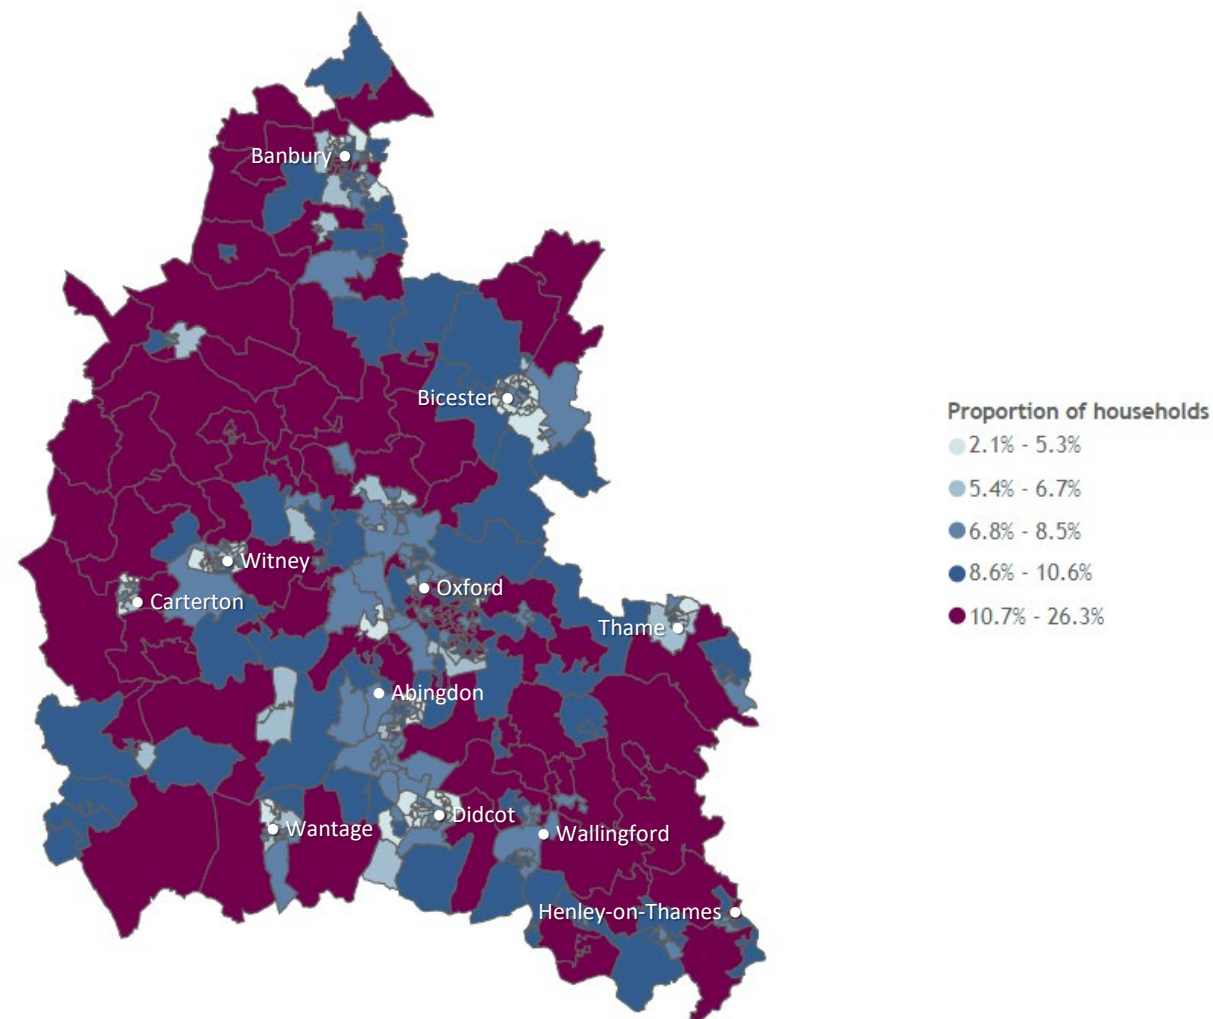 Banbury
Bicester
Witney
Carterton
Oxford
Thame
Abingdon
Didcot
Wantage
Wallingford
Henley-on-Thames
Proportion of households
2.1% - 5.3%
5.4% - 6.7%
6.8% - 8.5%
8.6% - 10.6%
10.7% - 26.3%